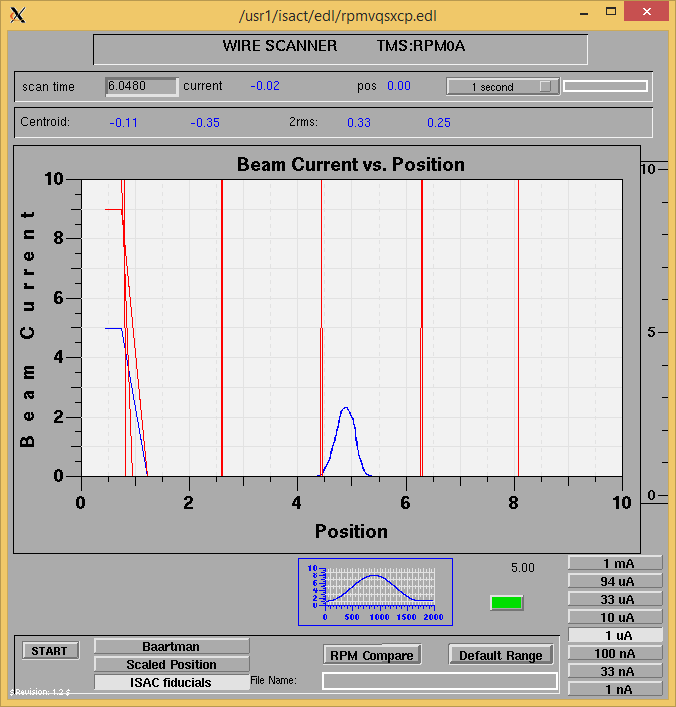 /usr1/isact/edl/rpmvqsxcp.edl
WIRE SCANNER TMS:RPM0A
scan time 6.0480 current -0.02 pos 0.00 1 second
Centroid: -0.11 -0.35 2rms: 0.33 0.25
Beam Current vs. Position
Beam Current
10
8
6
4
2
0
0 2 4 6 8 10
Position
10
5
0
10
8
6
4
2
0
0 500 1000 1500 2000
5.00
1 mA
94 uA
33 uA
10 uA
1 uA
100 nA
33 nA
1 nA
START
Baartman
Scaled Position
ISAC fiducials
RPM Compare Default Range
File Name:
$Revision: 1.2 $